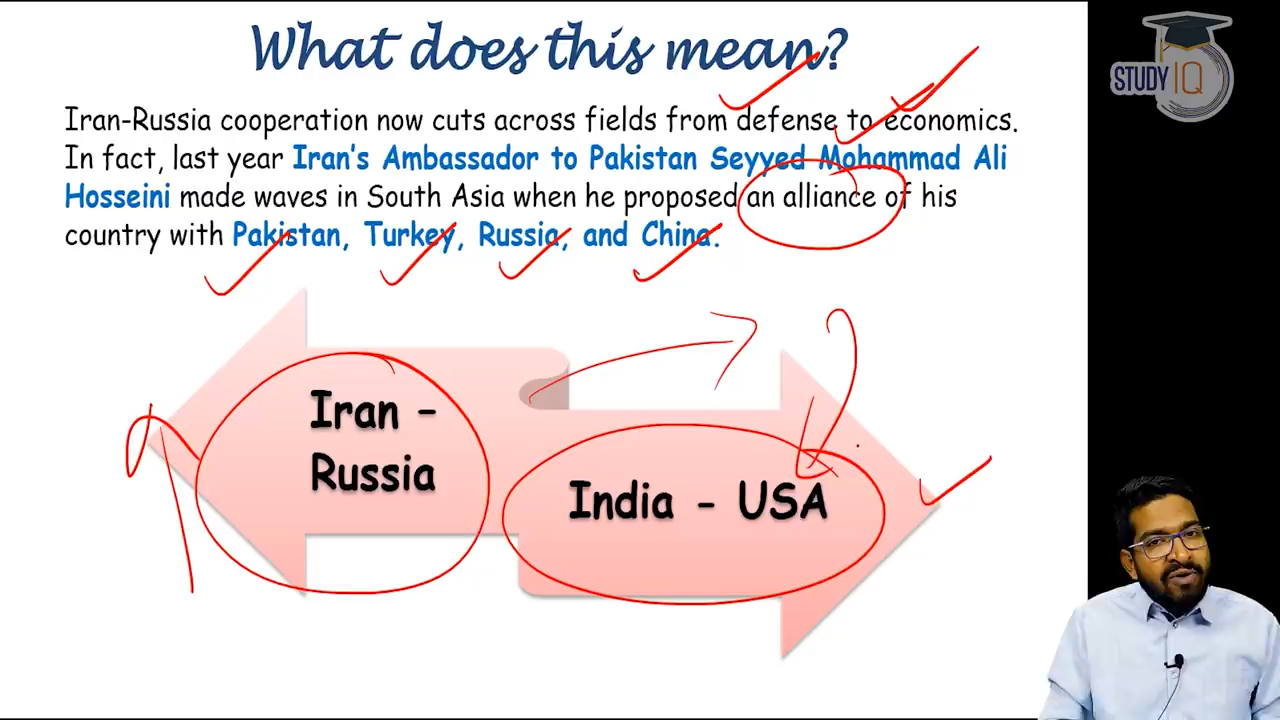 What does this mean?
STUDY IQ
Iran-Russia cooperation now cuts across fields from defense to economics.
In fact, last year Iran's Ambassador to Pakistan Seyyed Mohammad Ali
Hosseini made waves in South Asia when he proposed an alliance of his
country with Pakistan, Turkey, Russia, and China.
Iran –
Russia
India - USA